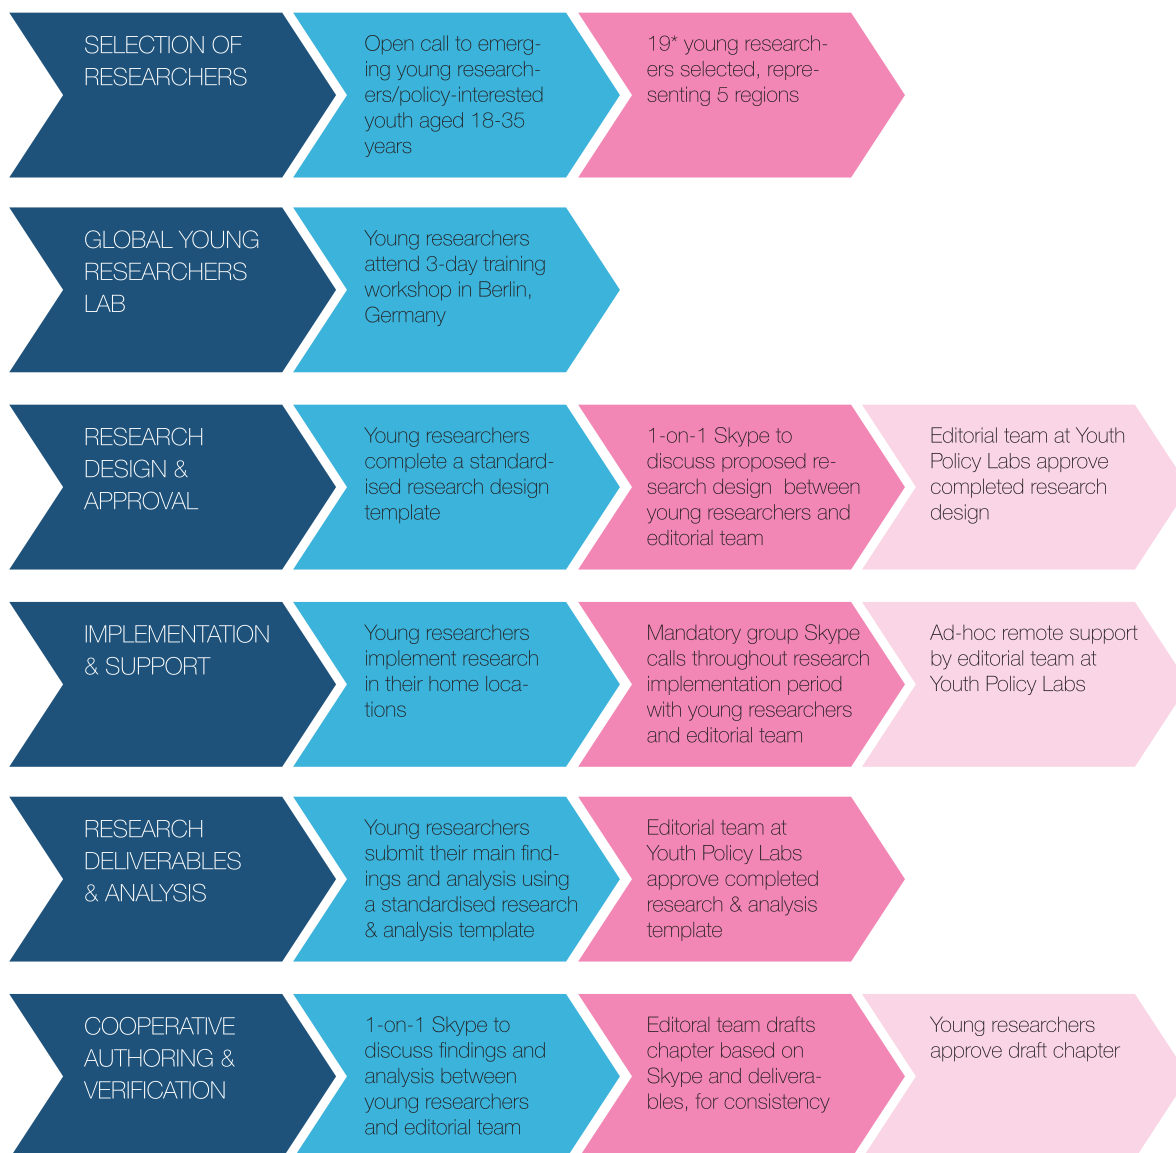 SELECTION OF
RESEARCHERS
Open call to emerg-
ing young research-
ers/policy-interested
youth aged 18-35
years
19* young research-
ers selected, repre-
senting 5 regions
GLOBAL YOUNG
RESEARCHERS
LAB
Young researchers
attend 3-day training
workshop in Berlin,
Germany
RESEARCH
DESIGN &
APPROVAL
Young researchers
complete a standard-
ised research design
template
1-on-1 Skype to
discuss proposed re-
search design between
young researchers and
editorial team
Editorial team at Youth
Policy Labs approve
completed research
design
IMPLEMENTATION
& SUPPORT
Young researchers
implement research
in their home loca-
tions
Mandatory group Skype
calls throughout research
implementation period
with young researchers
and editorial team
Ad-hoc remote support
by editorial team at
Youth Policy Labs
RESEARCH
DELIVERABLES
& ANALYSIS
Young researchers
submit their main find-
ings and analysis using
a standardised research
& analysis template
Editorial team at
Youth Policy Labs
approve completed
research & analysis
template
COOPERATIVE
AUTHORING &
VERIFICATION
1-on-1 Skype to
discuss findings and
analysis between
young researchers
and editorial team
Editoral team drafts
chapter based on
Skype and delivera-
bles, for consistency
Young researchers
approve draft chapter